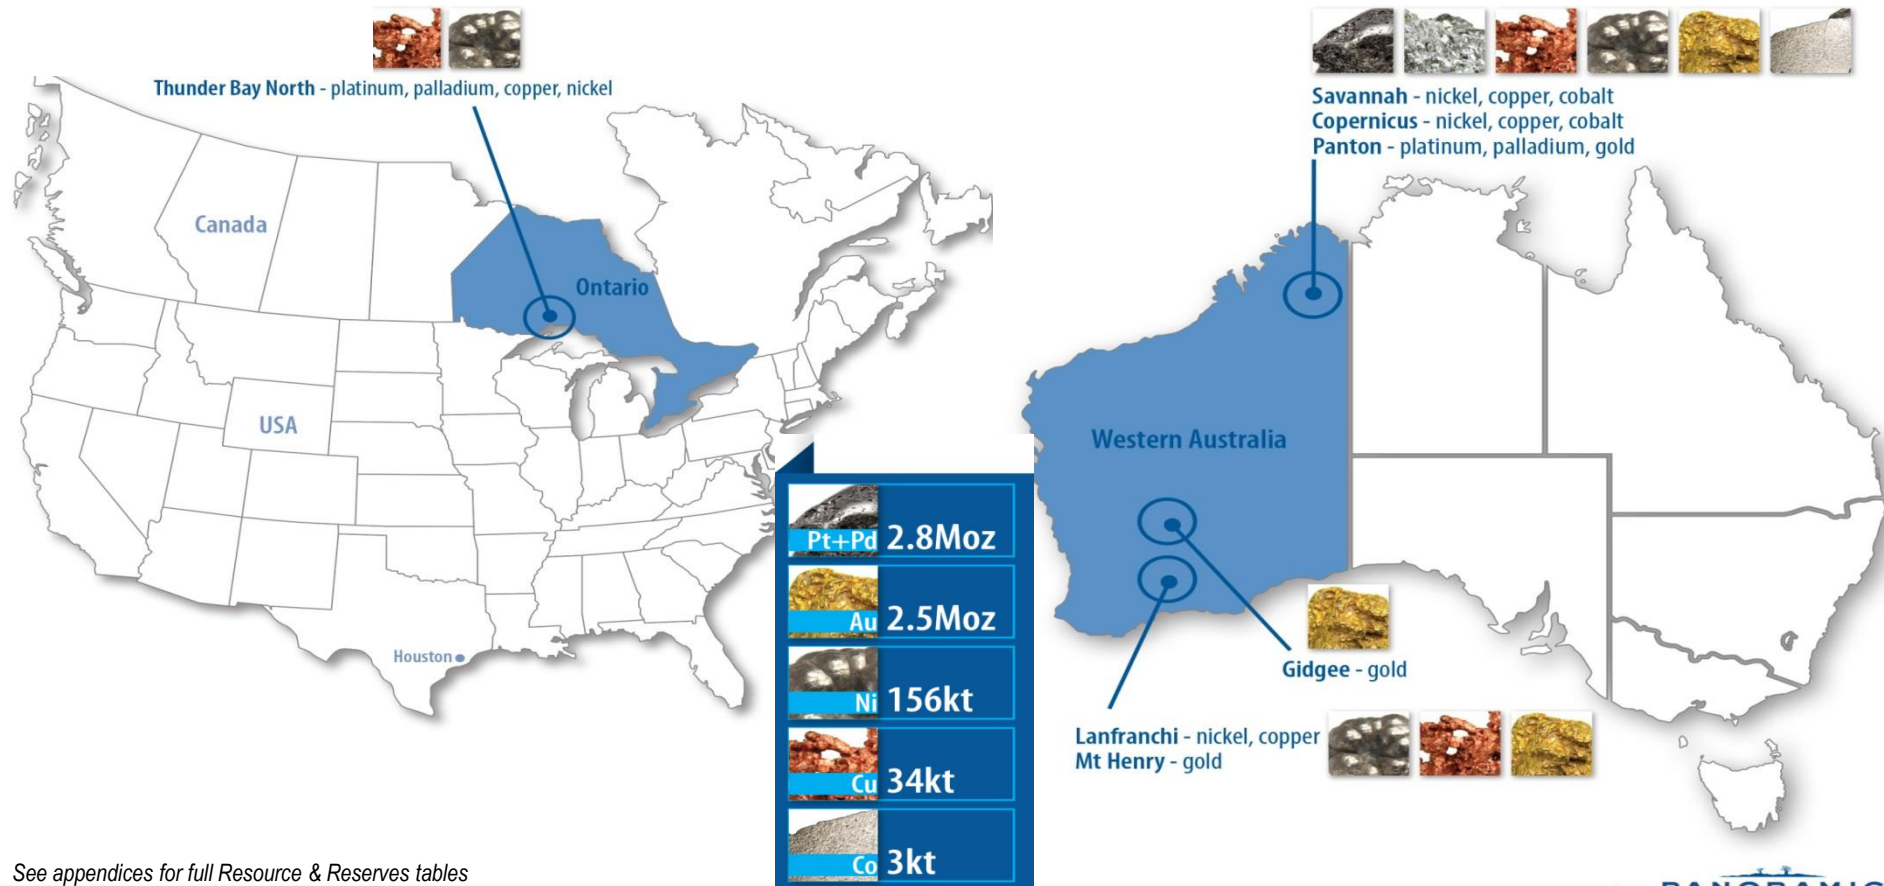 Thunder Bay North - platinum, palladium, copper, nickel
Canada
Ontario
USA
Houston
Savannah - nickel, copper, cobalt
Copernicus - nickel, copper, cobalt
Panton - platinum, palladium, gold
Western Australia
Gidgee - gold
Lanfranchi - nickel, copper
Mt Henry - gold
Pt+Pd 2.8Moz
Au 2.5Moz
Ni 156kt
Cu 34kt
Co 3kt
See appendices for full Resource & Reserves tables